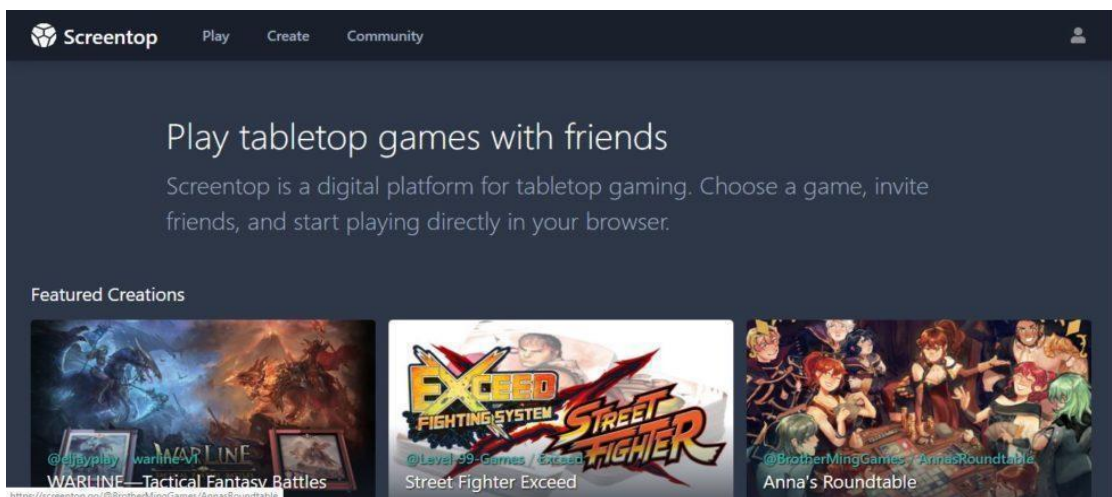 Screentop Play Create Community
Play tabletop games with friends
Screentop is a digital platform for tabletop gaming. Choose a game, invite
friends, and start playing directly in your browser.
Featured Creations
WARLINE
@eljayplay / warline-v1
WARLINE—Tactical Fantasy Battles
EXCEED
FIGHTING SYSTEM
STREET
FIGHTER
@Level-99-Games / Exceed
Street Fighter Exceed
@BrotherMingGames / AnnasRoundtable
Anna's Roundtable
https://screentop.gg/@BrotherMingGames/AnnasRoundtable